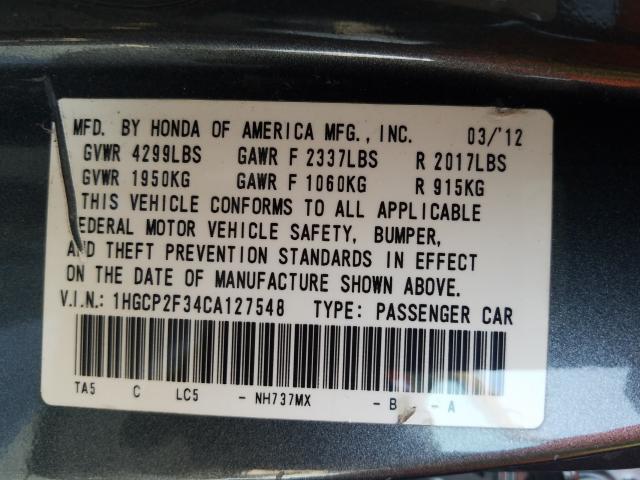 MFD. BY HONDA OF AMERICA MFG., INC. 03/'12
GVWR 4299LBS GAWR F 2337LBS R 2017LBS
GVWR 1950KG GAWR F 1060KG R 915KG
THIS VEHICLE CONFORMS TO ALL APPLICABLE
FEDERAL MOTOR VEHICLE SAFETY, BUMPER,
AND THEFT PREVENTION STANDARDS IN EFFECT
ON THE DATE OF MANUFACTURE SHOWN ABOVE.
V.I.N.: 1HGCP2F34CA127548 TYPE: PASSENGER CAR
TA5 C LC5 - NH737MX - B - A